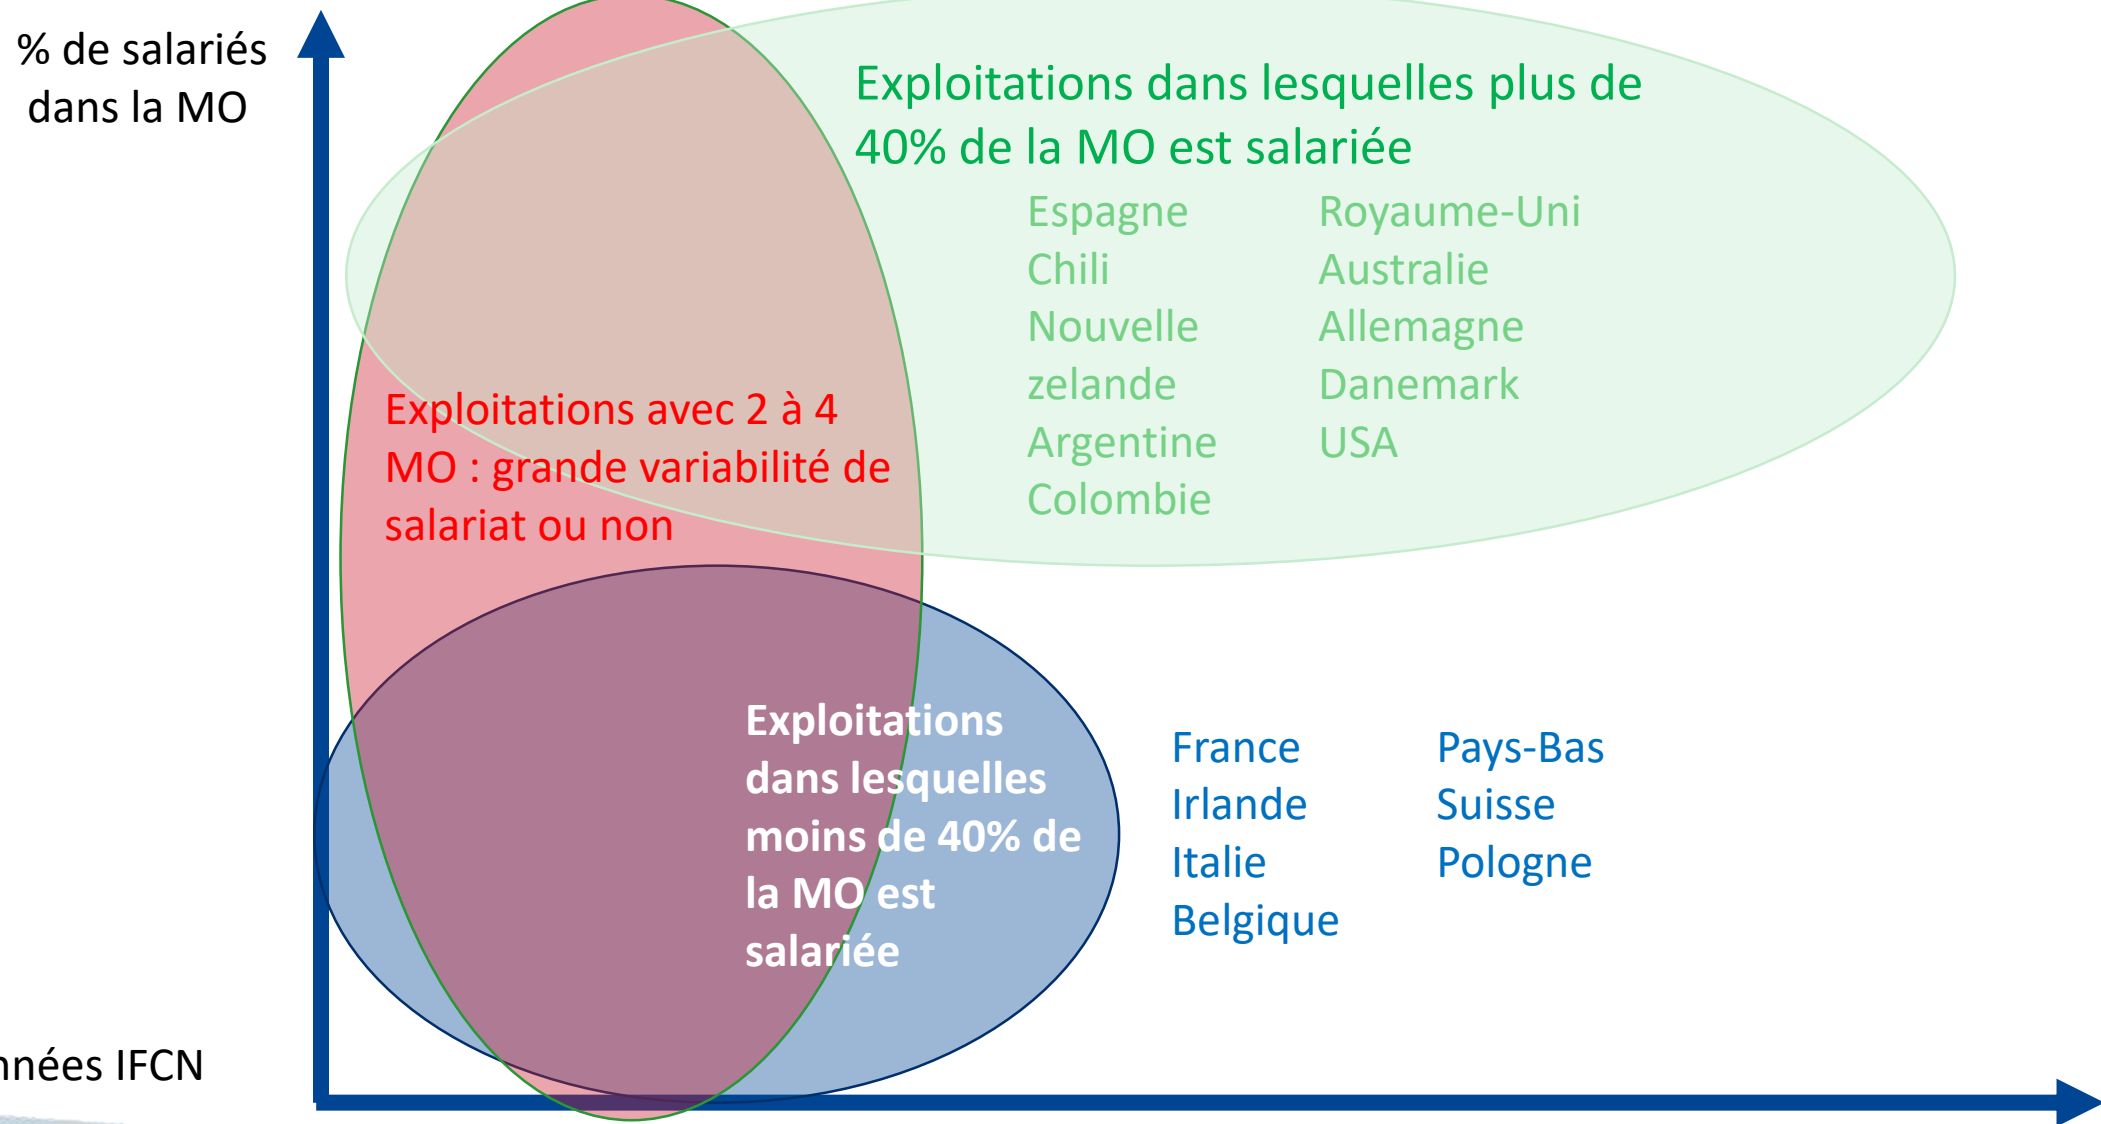 % de salariés
dans la MO
Exploitations dans lesquelles plus de
40% de la MO est salariée
Espagne
Chili
Nouvelle
zelande
Argentine
Colombie
Royaume-Uni
Australie
Allemagne
Danemark
USA
Exploitations avec 2 à 4
MO : grande variabilité de
salariat ou non
Exploitations
dans lesquelles
moins de 40% de
la MO est
salariée
France
Irlande
Italie
Belgique
Pays-Bas
Suisse
Pologne
IFCN